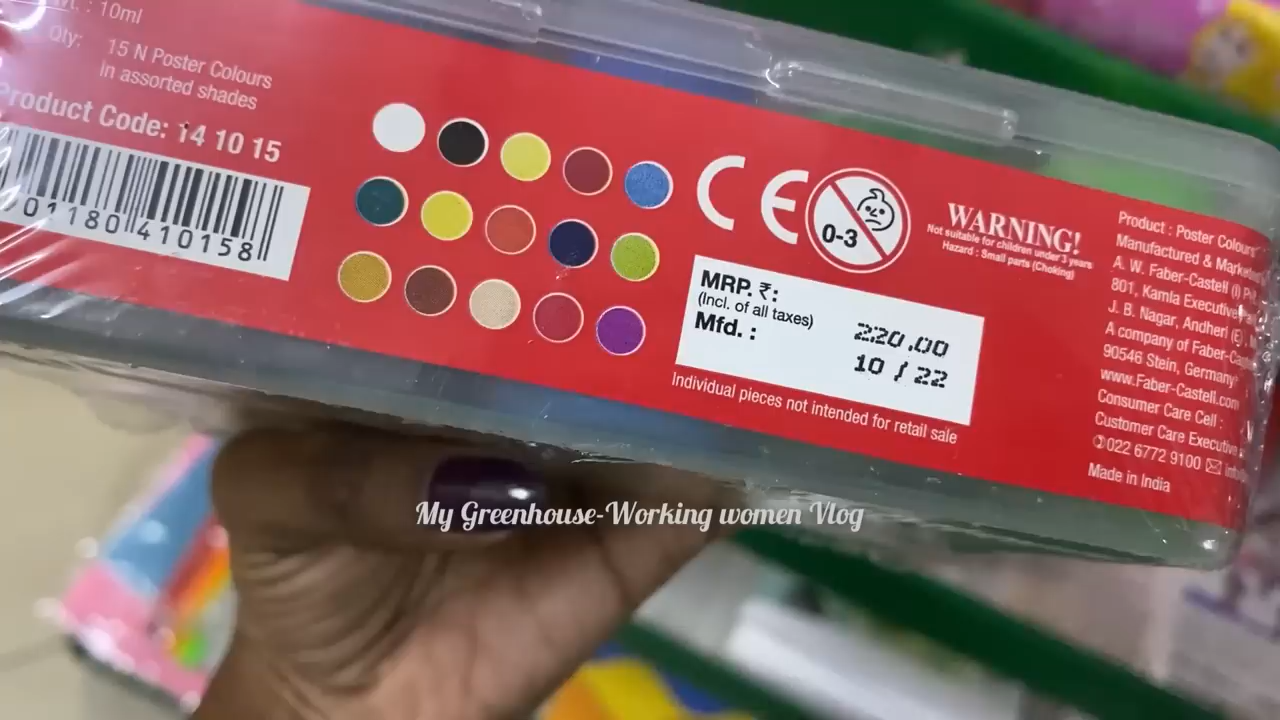 : 10ml
Qty: 15 N Poster Colours
in assorted shades
Product Code: 14 10 15
01180 410158
CE
0-3
WARNING!
Not suitable for children under 3 years
Hazard : Small parts (Choking)
MRP. ₹:
(Incl. of all taxes)
220.00
Mfd. : 10 / 22
Individual pieces not intended for retail sale
Product : Poster Colours
Manufactured &
A. W. Faber-Castell (I)
801, Kamla Executive
J. B. Nagar, Andheri (E),
A company of
90546 Stein, Germany
www.Faber-Castell.com
Consumer Care Cell :
Customer Care Executive
022 6772 9100
Made in India
My Greenhouse-Working women Vlog